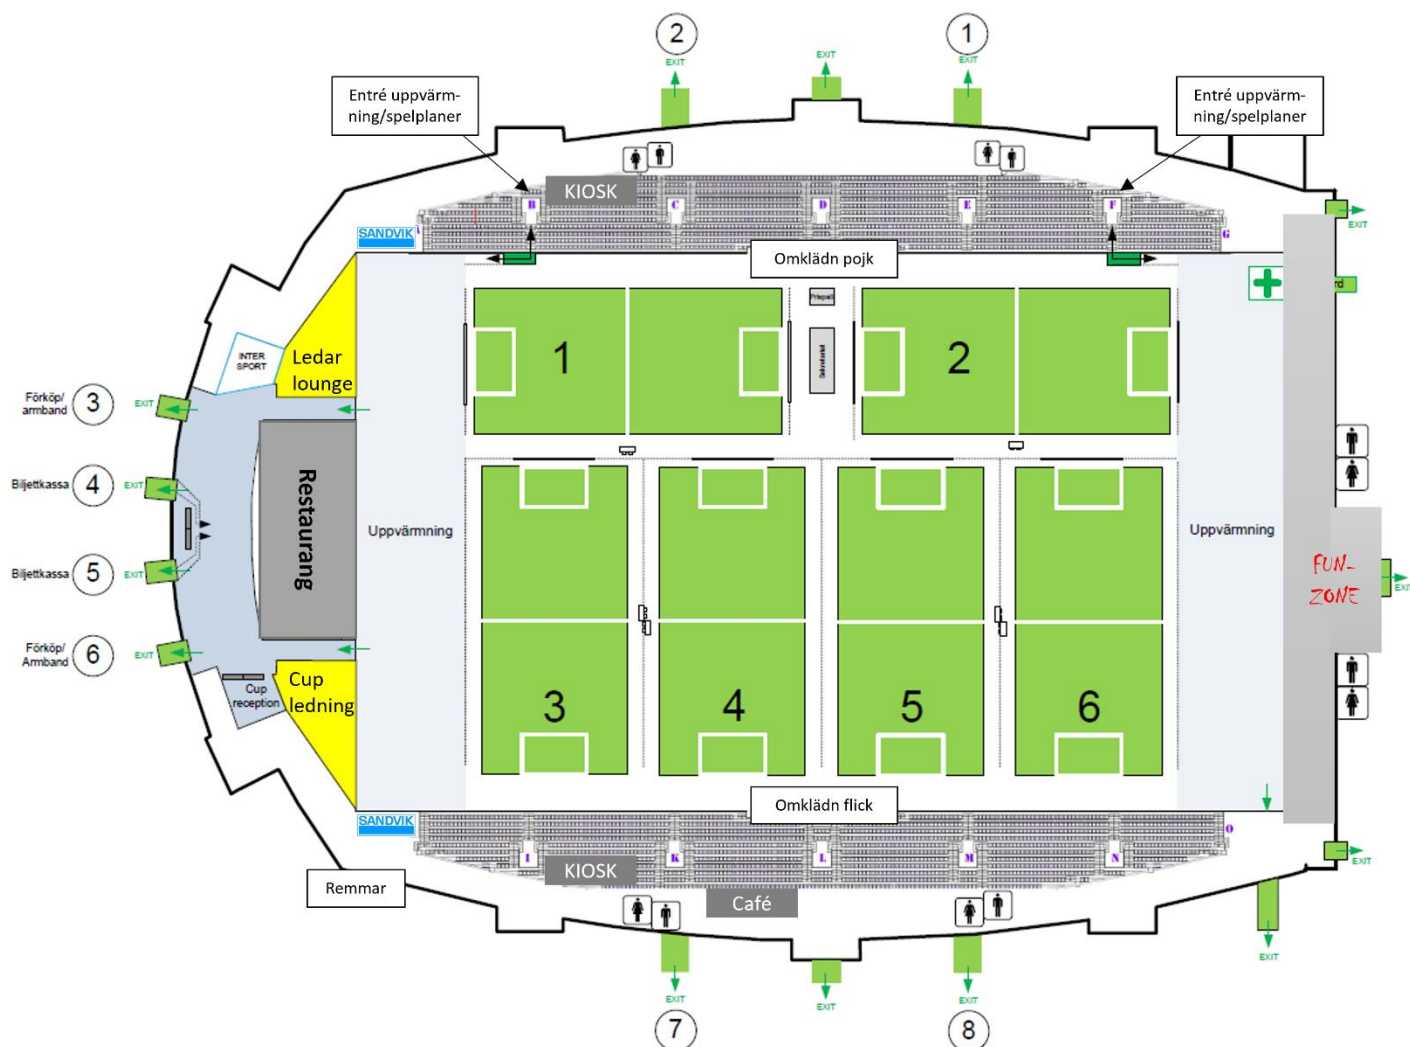 2
1
EXIT
EXIT
EXIT
Entré uppvärm-
ning/spelplaner
Entré uppvärm-
ning/spelplaner
KIOSK
B
C
D
E
F
G
EXIT
SANDVIK
Omklädn pojk
Prispall
Sekretariat
1
2
INTER
SPORT
Ledar
lounge
Förköp/
armband
3
EXIT
Biljettkassa
4
EXIT
Restaurang
Uppvärmning
Uppvärmning
Biljettkassa
5
EXIT
FUN-
ZONE
EXIT
Förköp/
Armband
6
EXIT
Cup
reception
Cup
ledning
3
4
5
6
Omklädn flick
SANDVIK
O
I
K
L
M
N
KIOSK
EXIT
Remmar
Café
EXIT
EXIT
EXIT
EXIT
7
8